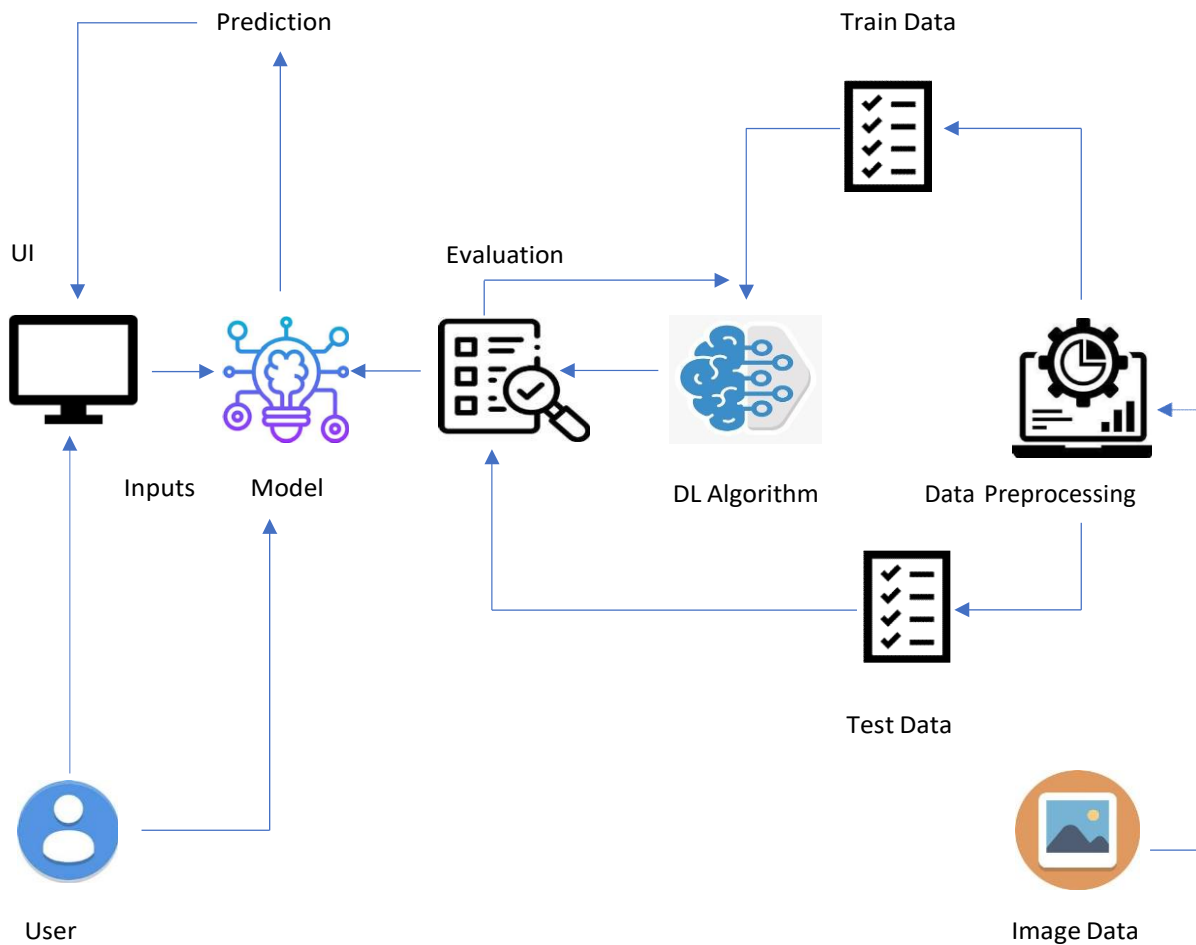 Prediction
Train Data
UI
Evaluation
Inputs
Model
DL Algorithm
Data Preprocessing
Test Data
User
Image Data